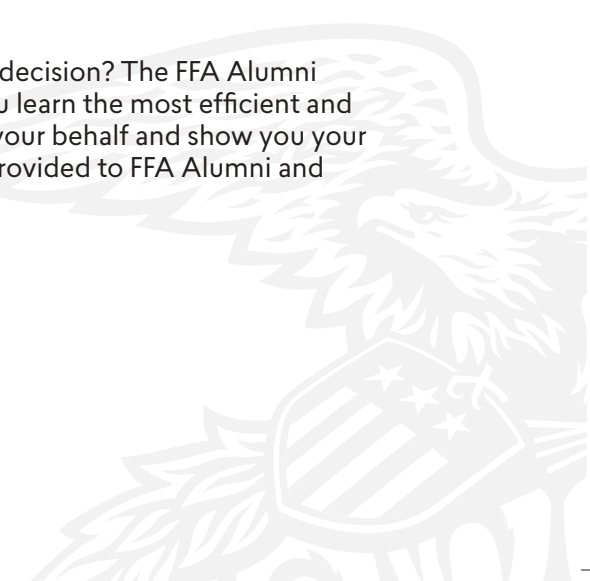 decision? The FFA Alumni
learn the most efficient and
your behalf and show you your
provided to FFA Alumni and